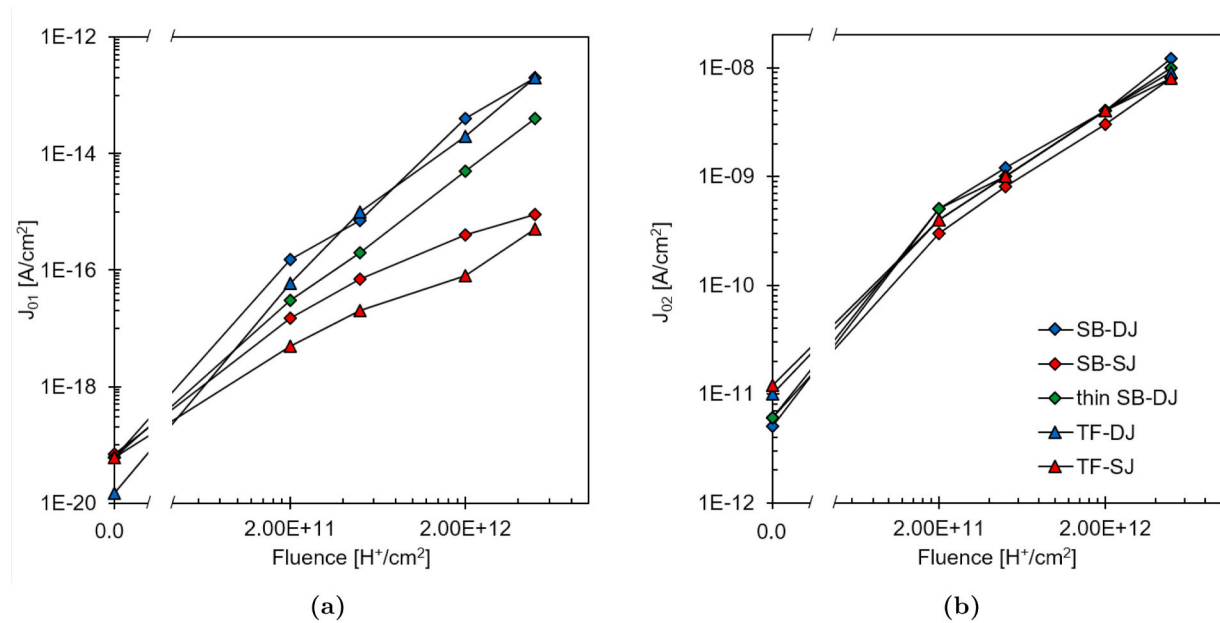 1E-12
1E-14
1E-16
1E-18
1E-20
J01 [A/cm2]
0.0
2.00E+11
2.00E+12
Fluence [H+/cm2]
(a)
1E-08
1E-09
1E-10
1E-11
1E-12
J02 [A/cm2]
SB-DJ
SB-SJ
thin SB-DJ
TF-DJ
TF-SJ
0.0
2.00E+11
2.00E+12
Fluence [H+/cm2]
(b)